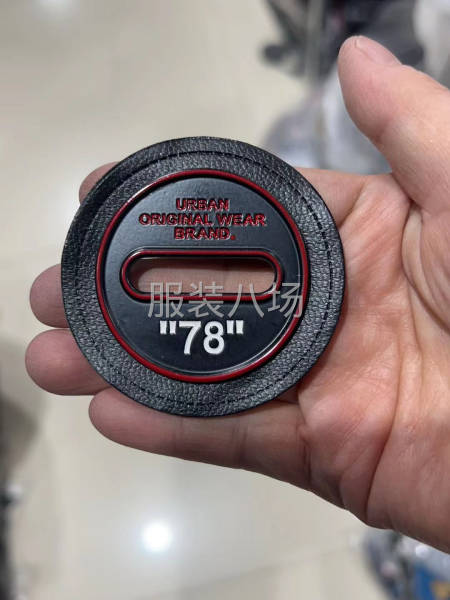 URBAN
ORIGINAL WEAR
BRAND.
服装八场
"78"